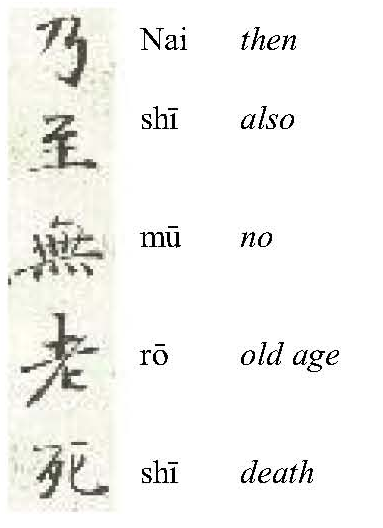 乃 Nai then
至 shī also
無 mū no
老 rō old age
死 shī death